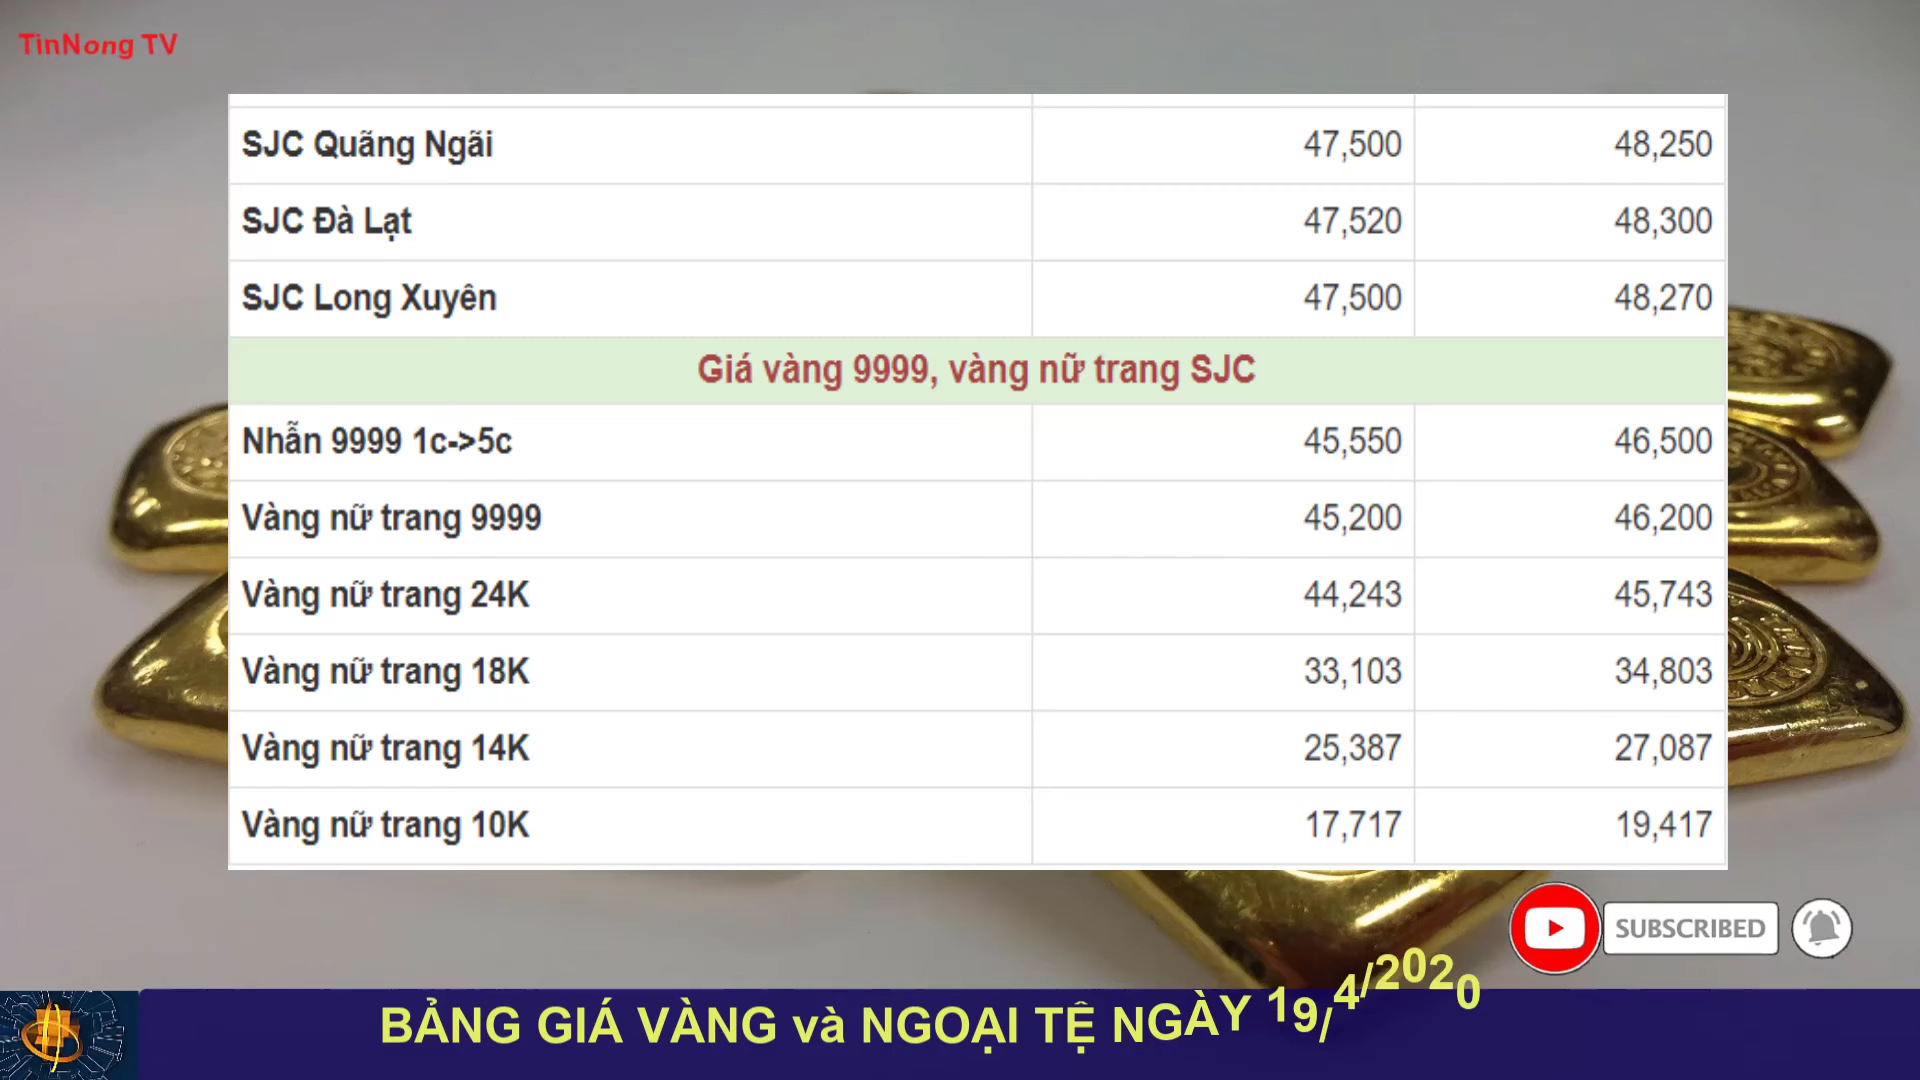 TinNong TV
SJC Quãng Ngãi 47,500 48,250
SJC Đà Lạt 47,520 48,300
SJC Long Xuyên 47,500 48,270
Giá vàng 9999, vàng nữ trang SJC
Nhẫn 9999 1c->5c 45,550 46,500
Vàng nữ trang 9999 45,200 46,200
Vàng nữ trang 24K 44,243 45,743
Vàng nữ trang 18K 33,103 34,803
Vàng nữ trang 14K 25,387 27,087
Vàng nữ trang 10K 17,717 19,417
SUBSCRIBED
BẢNG GIÁ VÀNG và NGOẠI TỆ NGÀY 19/4/2020